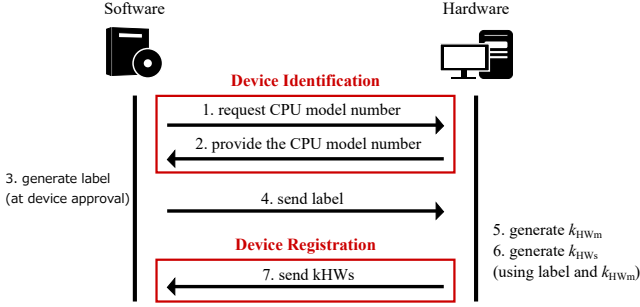 Software
Hardware
Device Identification
1. request CPU model number
2. provide the CPU model number
3. generate label
(at device approval)
4. send label
5. generate kHWm
6. generate kHWs
(using label and kHWm)
Device Registration
7. send kHWs